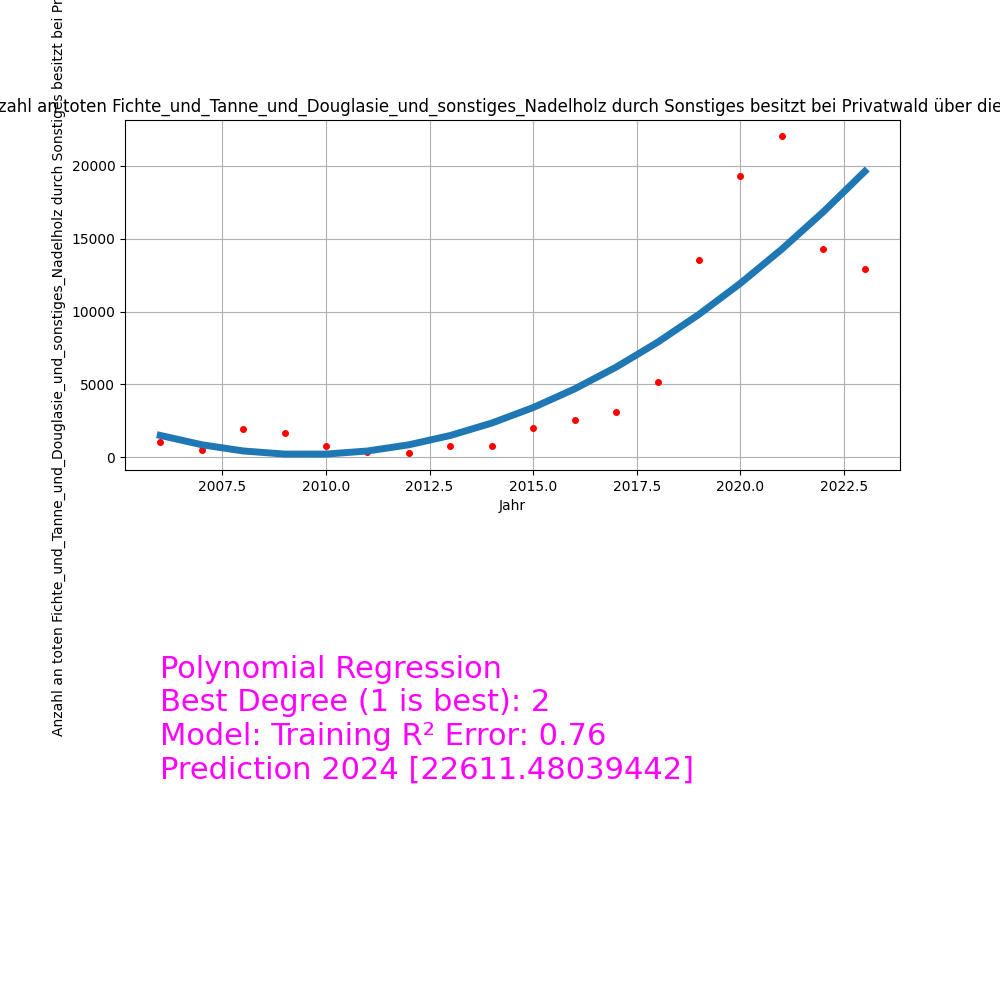 zahl an toten Fichte_und_Tanne_und_Douglasie_und_sonstiges_Nadelholz durch Sonstiges besitzt bei Privatwald über die
Anzahl an toten Fichte_und_Tanne_und_Douglasie_und_sonstiges_Nadelholz durch Sonstiges besitzt bei Pr
20000
15000
10000
5000
0
2007.5 2010.0 2012.5 2015.0 2017.5 2020.0 2022.5
Jahr
Polynomial Regression
Best Degree (1 is best): 2
Model: Training R² Error: 0.76
Prediction 2024 [22611.48039442]